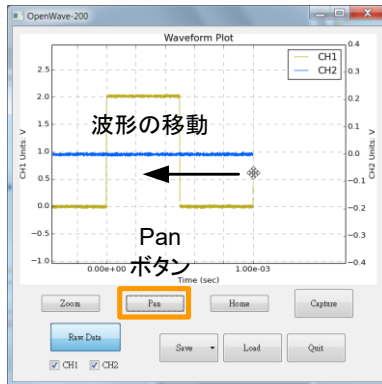 OpenWave-200
Waveform Plot
CH1
CH2
2.5
2.0
1.5
1.0
0.5
0.0
−0.5
−1.0
CH1 Units: V
0.4
0.3
0.2
0.1
0.0
−0.1
−0.2
−0.3
−0.4
CH2 Units: V
波形の移動
Pan
ボタン
0.00e+00
1.00e-03
Time (sec)
Zoom
Pan
Home
Capture
Raw Data
Save
Load
Quit
CH1
CH2